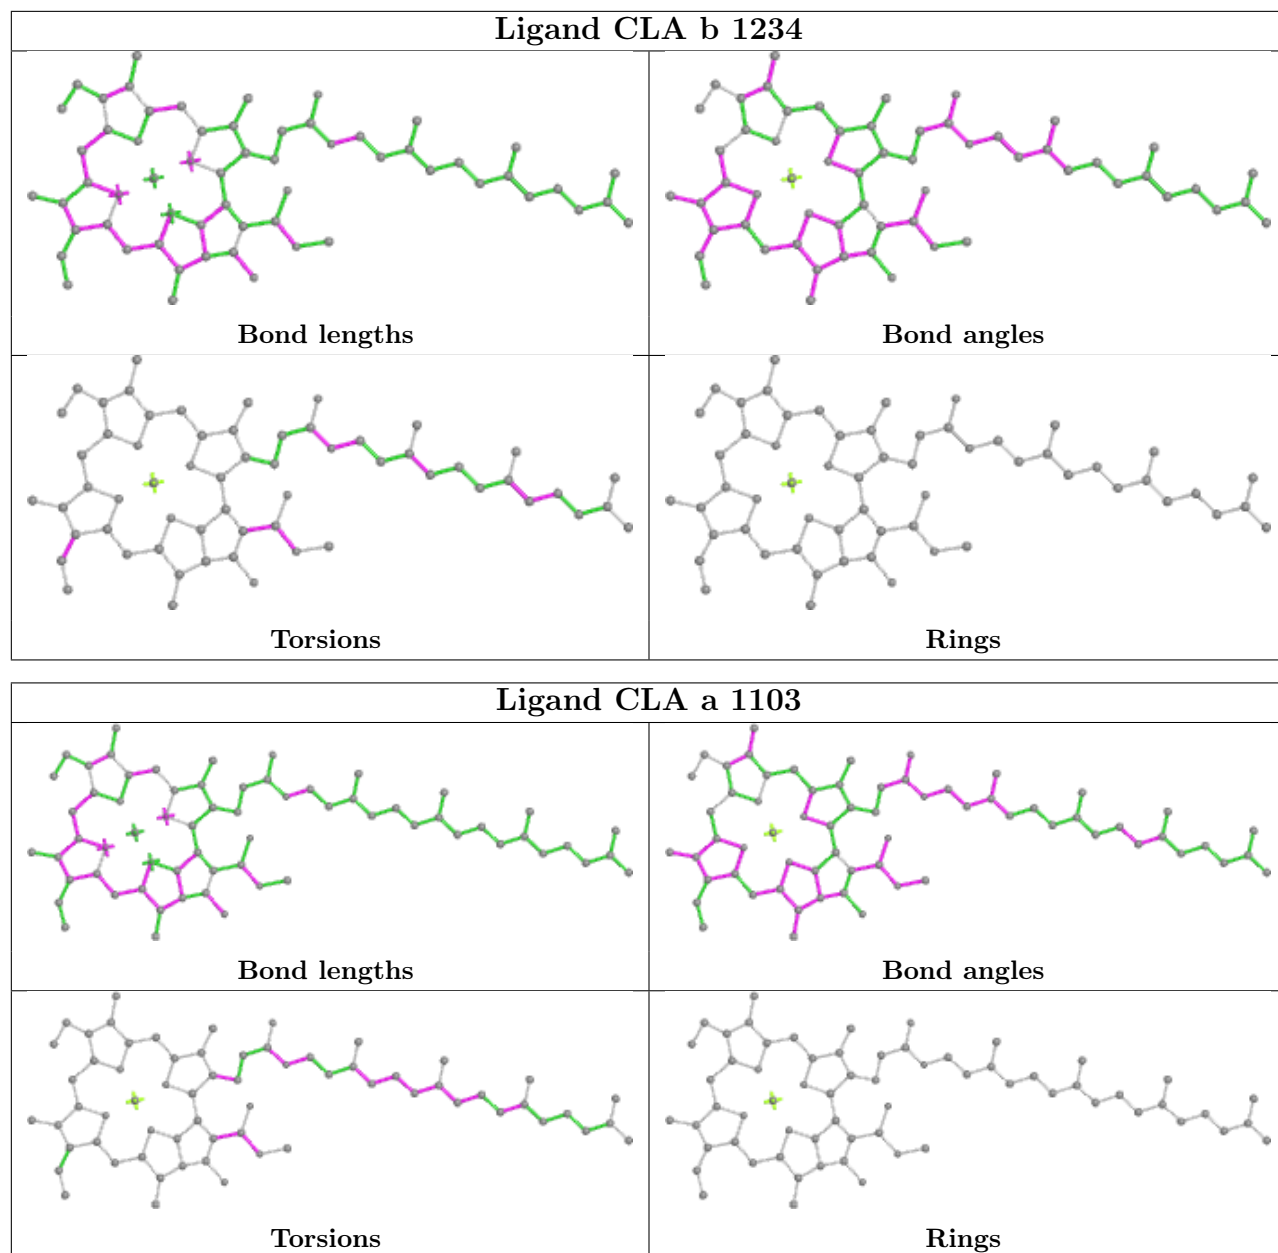 Ligand CLA b 1234
Bond lengths
Bond angles
Torsions
Rings
Ligand CLA a 1103
Bond lengths
Bond angles
Torsions
Rings